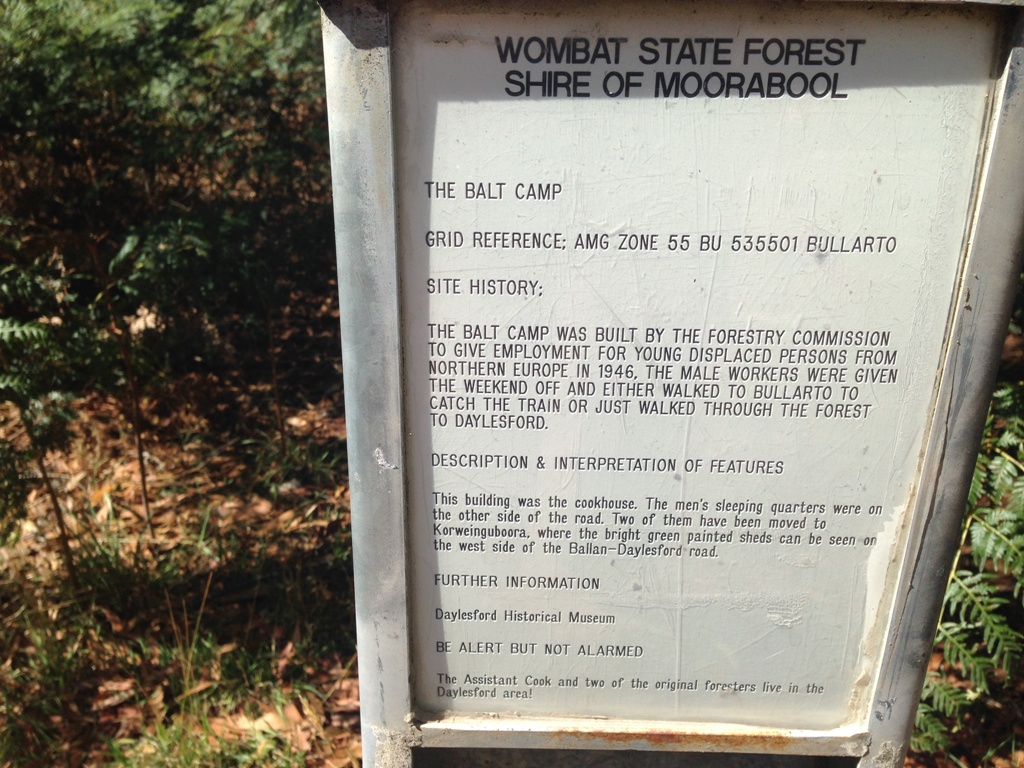 WOMBAT STATE FOREST
SHIRE OF MOORABOOL
THE BALT CAMP
GRID REFERENCE; AMG ZONE 55 BU 535501 BULLARTO
SITE HISTORY;
THE BALT CAMP WAS BUILT BY THE FORESTRY COMMISSION
TO GIVE EMPLOYMENT FOR YOUNG DISPLACED PERSONS FROM
NORTHERN EUROPE IN 1946. THE MALE WORKERS WERE GIVEN
THE WEEKEND OFF AND EITHER WALKED TO BULLARTO TO
CATCH THE TRAIN OR JUST WALKED THROUGH THE FOREST
TO DAYLESFORD.
DESCRIPTION & INTERPRETATION OF FEATURES
This building was the cookhouse. The men's sleeping quarters were on
the other side of the road. Two of them have been moved to
Korweinguboora, where the bright green painted sheds can be seen on
the west side of the Ballan-Daylesford road.
FURTHER INFORMATION
Daylesford Historical Museum
BE ALERT BUT NOT ALARMED
The Assistant Cook and two of the original foresters live in the
Daylesford area!